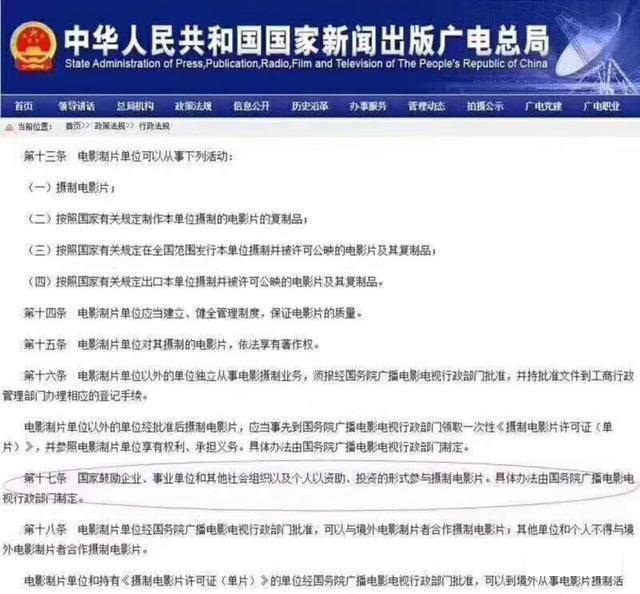 中华人民共和国国家新闻出版广电总局
State Administration of Press,Publication,Radio,Film and Television of The People's Republic of China
首页 领导讲话 总局机构 政策法规 信息公开 历史沿革 办事服务 管理动态 拍摄公示 广电党建 广电职业
当前位置： 首页>> 政策法规>> 行政法规
第十三条 电影制片单位可以从事下列活动：
（一）摄制电影片；
（二）按照国家有关规定制作本单位摄制的电影片的复制品；
（三）按照国家有关规定在全国范围发行本单位摄制并被许可公映的电影片及其复制品；
（四）按照国家有关规定出口本单位摄制并被许可公映的电影片及其复制品。
第十四条 电影制片单位应当建立、健全管理制度，保证电影片的质量。
第十五条 电影制片单位对其摄制的电影片，依法享有著作权。
第十六条 电影制片单位以外的单位独立从事电影摄制业务，须报经国务院广播电影电视行政部门批准，并持批准文件到工商行政
管理部门办理相应的登记手续。
电影制片单位以外的单位经批准后摄制电影片，应当事先到国务院广播电影电视行政部门领取一次性《摄制电影片许可证（单
片）》，并参照电影制片单位享有权利、承担义务。具体办法由国务院广播电影电视行政部门制定。
第十七条 国家鼓励企业、事业单位和其他社会组织以及个人以资助、投资的形式参与摄制电影片。具体办法由国务院广播电影电
视行政部门制定。
第十八条 电影制片单位经国务院广播电影电视行政部门批准，可以与境外电影制片者合作摄制电影片；其他单位和个人不得与境
外电影制片者合作摄制电影片。
电影制片单位和持有《摄制电影片许可证（单片）》的单位经国务院广播电影电视行政部门批准，可以到境外从事电影片摄制活